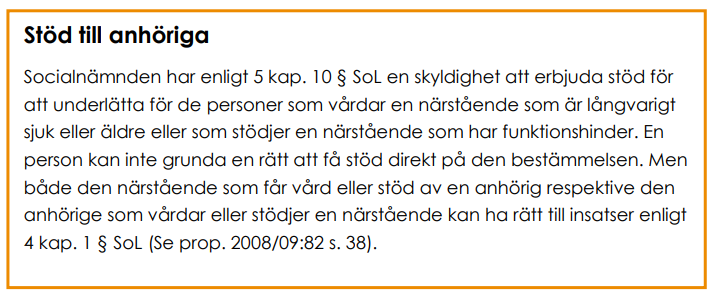 Stöd till anhöriga
Socialnämnden har enligt 5 kap. 10 § SoL en skyldighet att erbjuda stöd för
att underlätta för de personer som vårdar en närstående som är långvarigt
sjuk eller äldre eller som stödjer en närstående som har funktionshinder. En
person kan inte grunda en rätt att få stöd direkt på den bestämmelsen. Men
både den närstående som får vård eller stöd av en anhörig respektive den
anhörige som vårdar eller stödjer en närstående kan ha rätt till insatser enligt
4 kap. 1 § SoL (Se prop. 2008/09:82 s. 38).